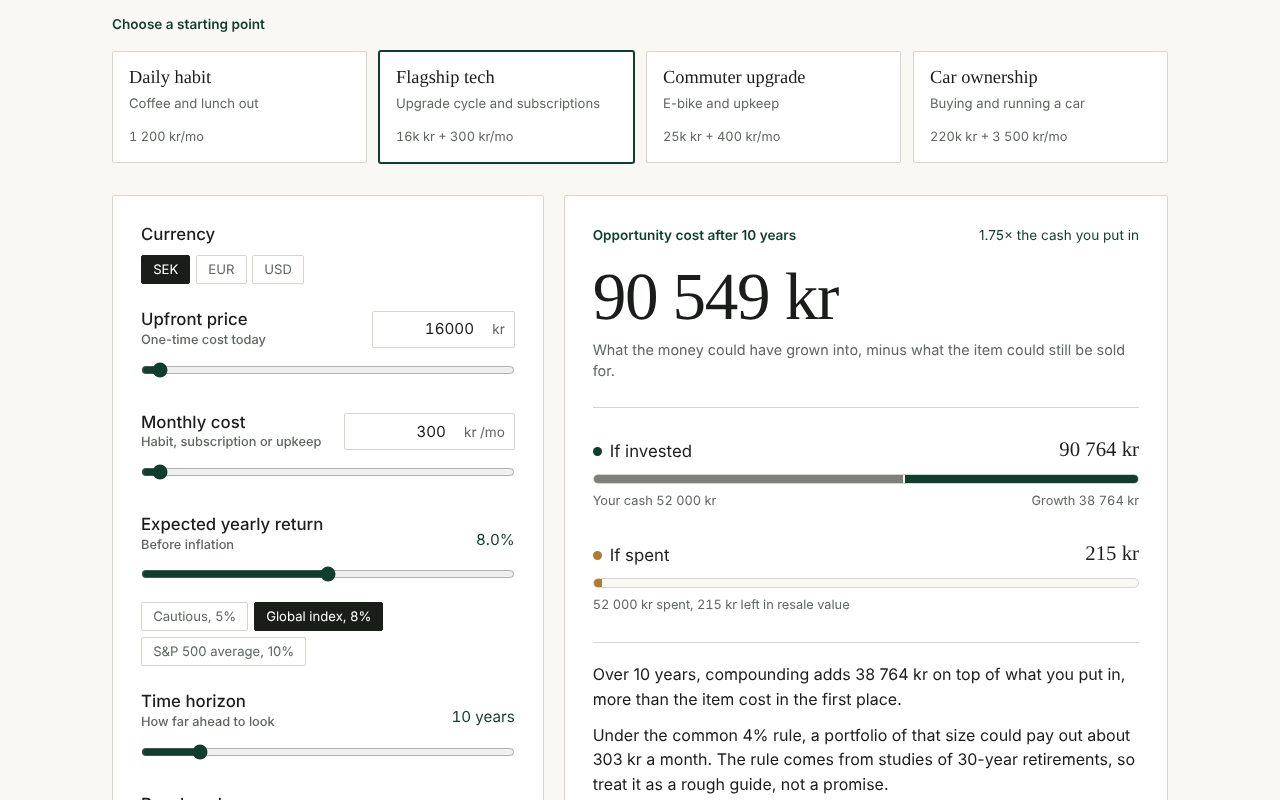 Choose a starting point
Daily habit
Coffee and lunch out
1 200 kr/mo
Flagship tech
Upgrade cycle and subscriptions
16k kr + 300 kr/mo
Commuter upgrade
E-bike and upkeep
25k kr + 400 kr/mo
Car ownership
Buying and running a car
220k kr + 3 500 kr/mo
Currency
SEK
EUR
USD
Upfront price
One-time cost today
16000 kr
Monthly cost
Habit, subscription or upkeep
300 kr /mo
Expected yearly return
Before inflation
8.0%
Cautious, 5%
Global index, 8%
S&P 500 average, 10%
Time horizon
How far ahead to look
10 years
Opportunity cost after 10 years
1.75× the cash you put in
90 549 kr
What the money could have grown into, minus what the item could still be sold
for.
If invested
90 764 kr
Your cash 52 000 kr
Growth 38 764 kr
If spent
215 kr
52 000 kr spent, 215 kr left in resale value
Over 10 years, compounding adds 38 764 kr on top of what you put in,
more than the item cost in the first place.
Under the common 4% rule, a portfolio of that size could pay out about
303 kr a month. The rule comes from studies of 30-year retirements, so
treat it as a rough guide, not a promise.